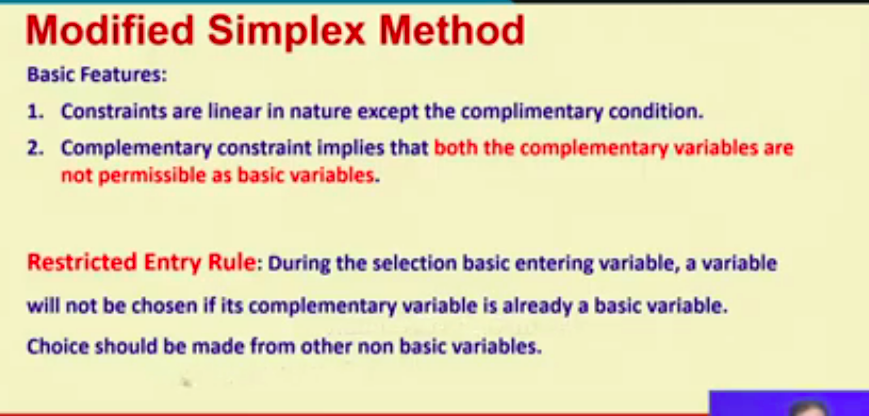 Modified Simplex Method
Basic Features:
1. Constraints are linear in nature except the complimentary condition.
2. Complementary constraint implies that both the complementary variables are
not permissible as basic variables.
Restricted Entry Rule: During the selection basic entering variable, a variable
will not be chosen if its complementary variable is already a basic variable.
Choice should be made from other non basic variables.